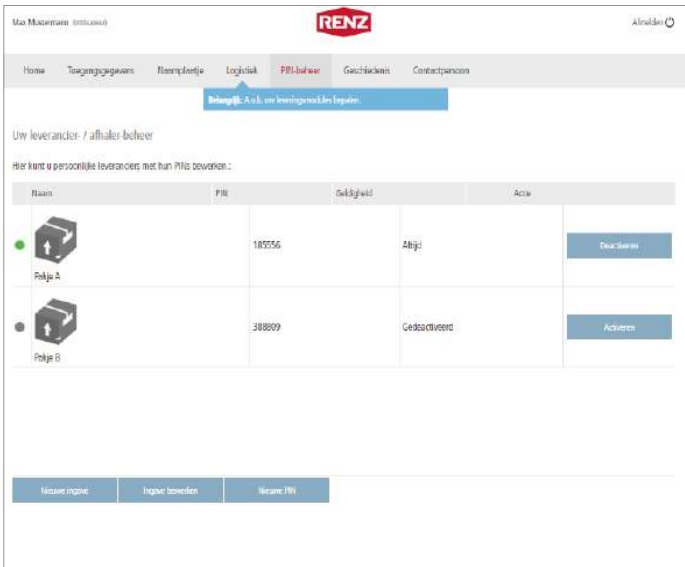 Max Mustermann
RENZ
Afmelden
Home Toegangsgegevens Naamplaatje Logistiek PIN-beheer Geschiedenis Contactpersoon
Belangrijk: A.u.b. uw leveringsmodules bepalen.
Uw leverancier- / afhaler-beheer
Hier kunt u persoonlijke leveranciers met hun PINs bewerken.:
Naam PIN Geldigheid Actie
185556 Altijd Deactiveren
Pakje A
388809 Gedeactiveerd Activeren
Pakje B
Nieuwe ingave Ingave bewerken Nieuwe PIN